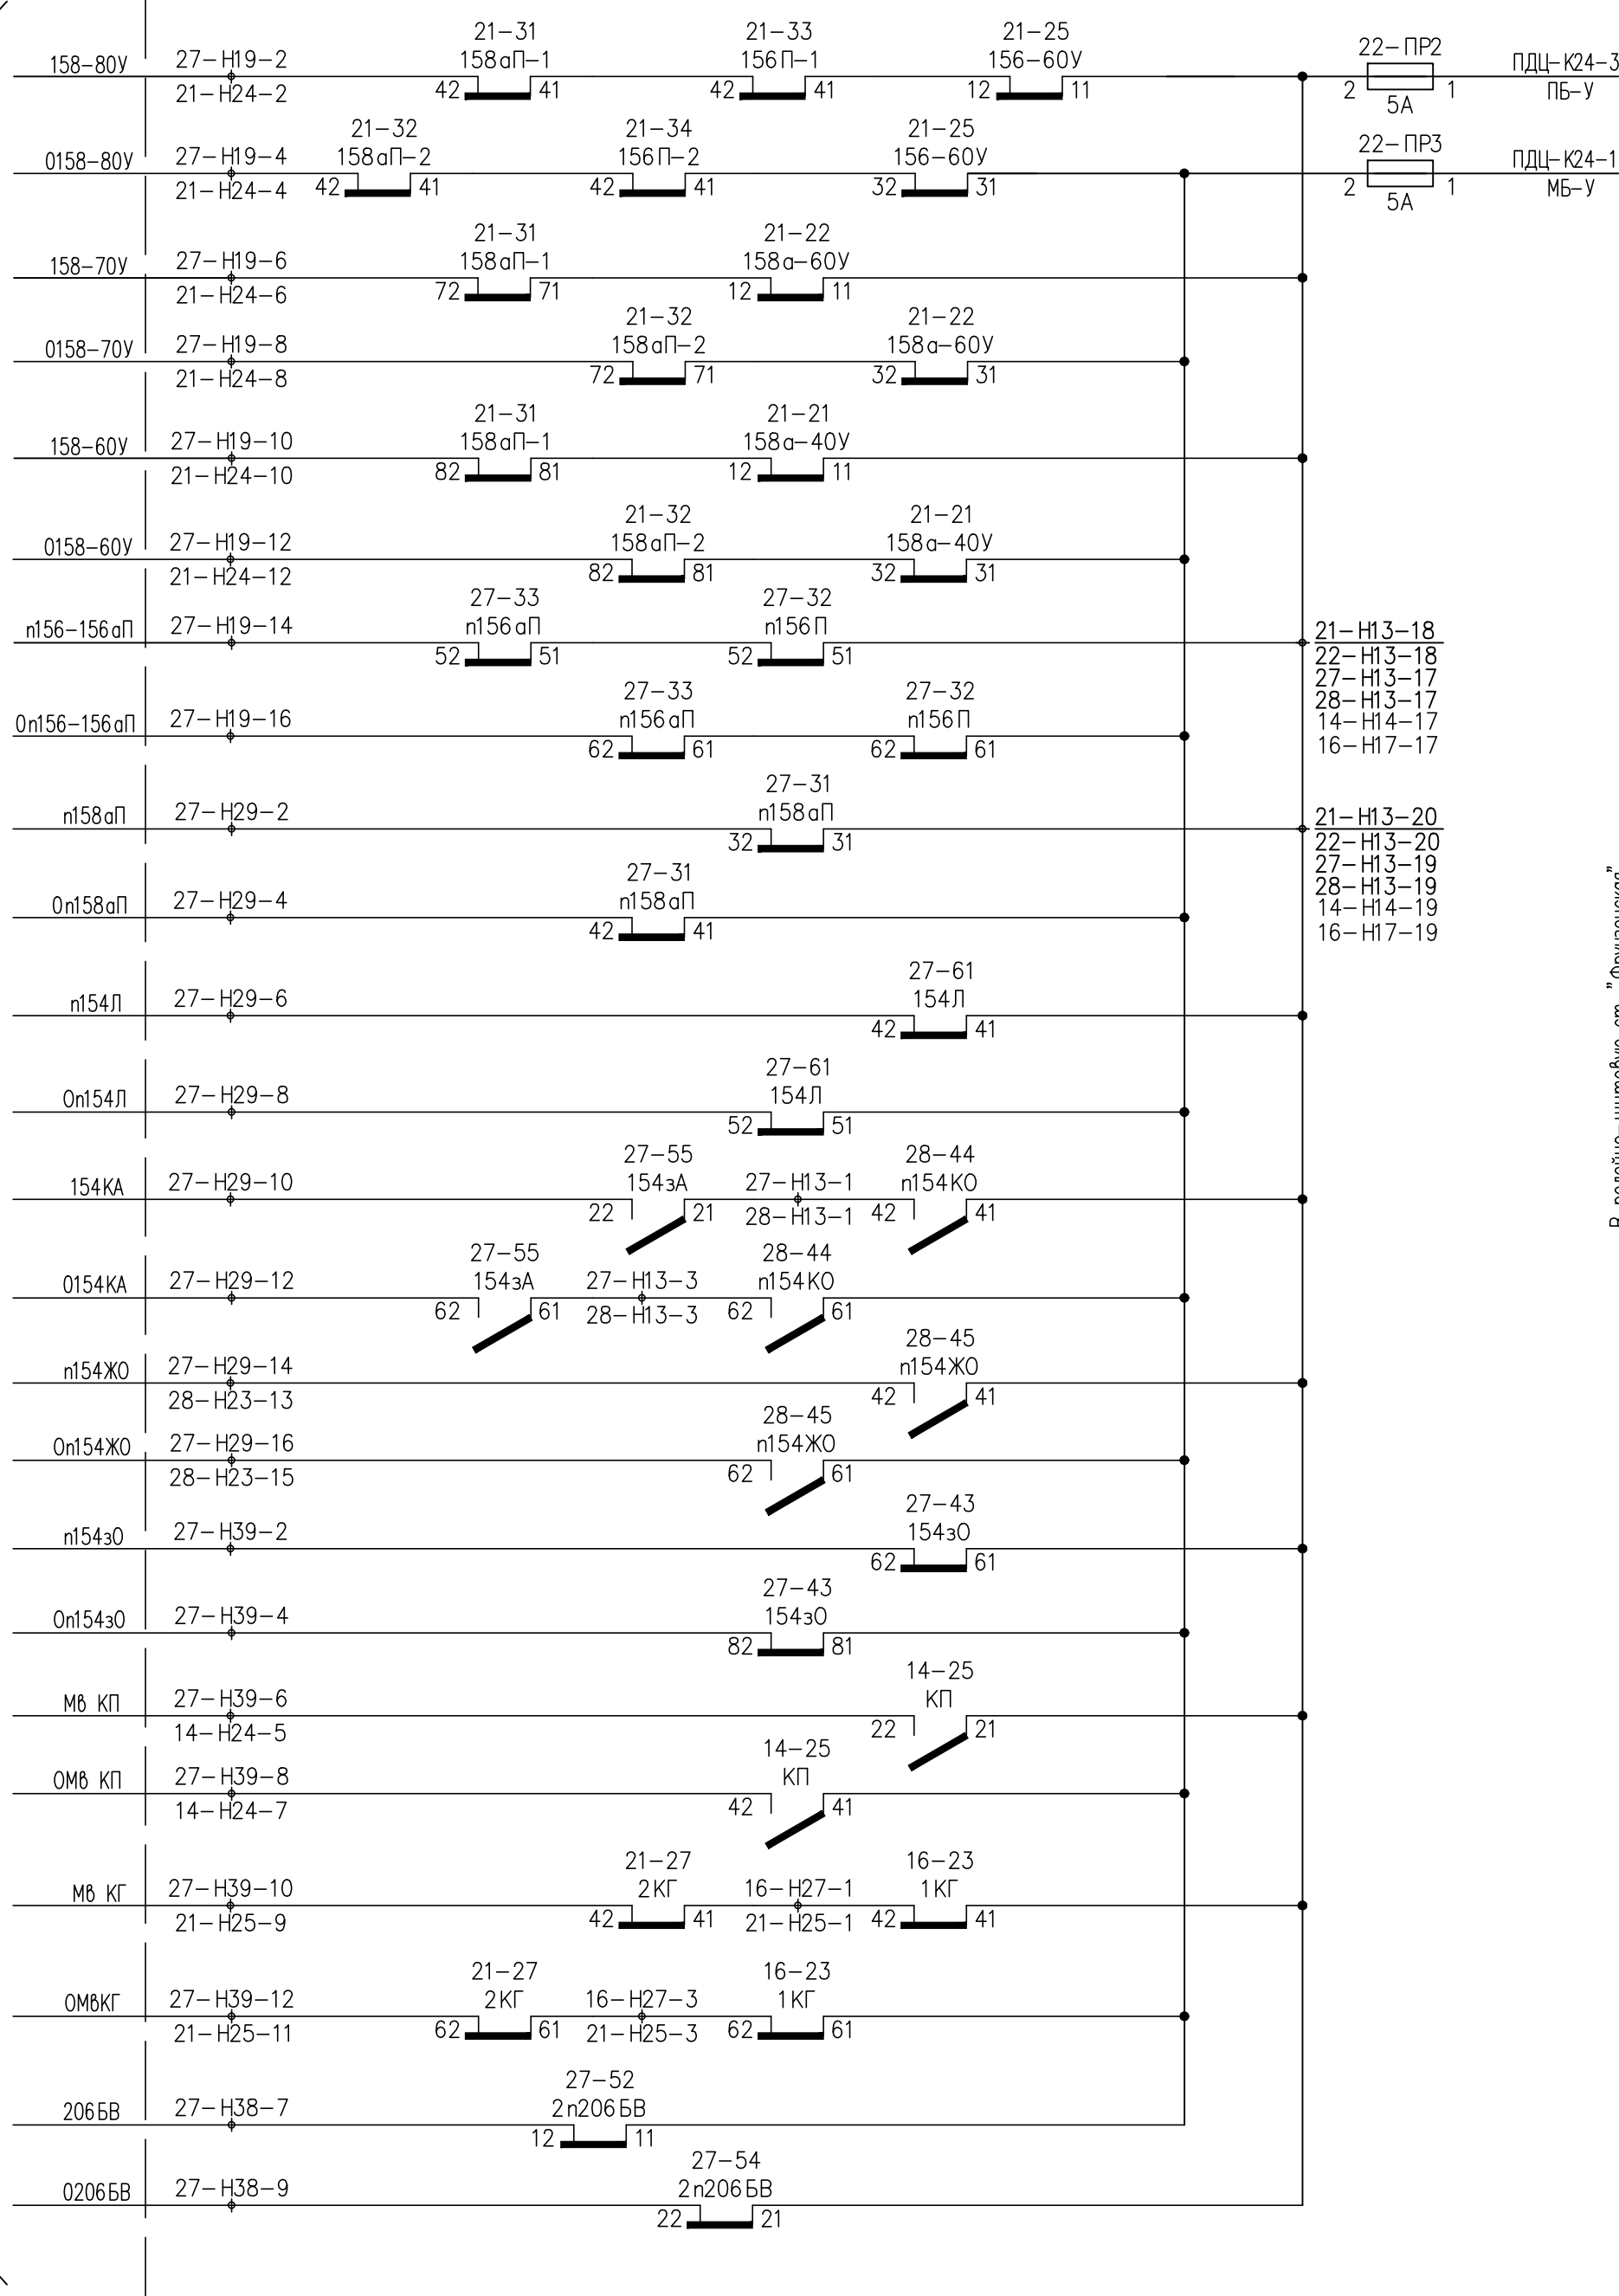 21-31
21-33
21-25
22-ПР2
158-80У
27-Н19-2
158аП-1
156П-1
156-60У
ПДЦ-К24-3
21-Н24-2
42
41
42
41
12
11
2
5А
1
ПБ-У
21-32
21-34
21-25
22-ПР3
0158-80У
27-Н19-4
158аП-2
156П-2
156-60У
ПДЦ-К24-1
21-Н24-4
42
41
42
41
32
31
2
5А
1
МБ-У
21-31
21-22
158-70У
27-Н19-6
158аП-1
158а-60У
21-Н24-6
72
71
12
11
21-32
21-22
0158-70У
27-Н19-8
158аП-2
158а-60У
21-Н24-8
72
71
32
31
21-31
21-21
158-60У
27-Н19-10
158аП-1
158а-40У
21-Н24-10
82
81
12
11
21-32
21-21
0158-60У
27-Н19-12
158аП-2
158а-40У
21-Н24-12
82
81
32
31
27-33
27-32
п156-156аП
27-Н19-14
п156аП
п156П
52
51
52
51
21-Н13-18
22-Н13-18
27-Н13-17
28-Н13-17
14-Н14-17
16-Н17-17
27-33
27-32
0п156-156аП
27-Н19-16
п156аП
п156П
62
61
62
61
27-31
п158аП
27-Н29-2
п158аП
32
31
21-Н13-20
22-Н13-20
27-Н13-19
28-Н13-19
14-Н14-19
16-Н17-19
27-31
0п158аП
27-Н29-4
п158аП
42
41
27-61
п154Л
27-Н29-6
154Л
42
41
27-61
0п154Л
27-Н29-8
154Л
52
51
27-55
28-44
154КА
27-Н29-10
154зА
27-Н13-1
п154КО
22
21
28-Н13-1
42
41
27-55
28-44
0154КА
27-Н29-12
154зА
27-Н13-3
п154КО
62
61
28-Н13-3
62
61
28-45
п154ЖО
27-Н29-14
п154ЖО
28-Н23-13
42
41
28-45
0п154ЖО
27-Н29-16
п154ЖО
28-Н23-15
62
61
27-43
п154зО
27-Н39-2
154зО
62
61
27-43
0п154зО
27-Н39-4
154зО
82
81
14-25
Мв КП
27-Н39-6
КП
14-Н24-5
22
21
14-25
ОМв КП
27-Н39-8
КП
14-Н24-7
42
41
21-27
16-23
Мв КГ
27-Н39-10
2КГ
16-Н27-1
1КГ
21-Н25-9
42
41
21-Н25-1
42
41
21-27
16-23
ОМвКГ
27-Н39-12
2КГ
16-Н27-3
1КГ
21-Н25-11
62
61
21-Н25-3
62
61
27-52
206БВ
27-Н38-7
2п206БВ
12
11
27-54
0206БВ
27-Н38-9
2п206БВ
22
21